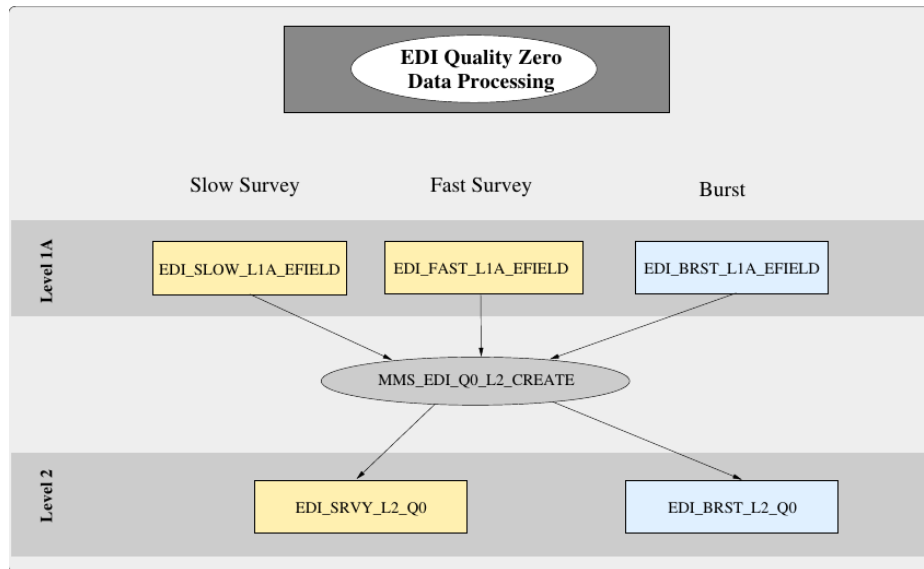 EDI Quality Zero
Data Processing
Slow Survey
Fast Survey
Burst
Level 1A
EDI_SLOW_L1A_EFIELD
EDI_FAST_L1A_EFIELD
EDI_BRST_L1A_EFIELD
MMS_EDI_Q0_L2_CREATE
Level 2
EDI_SRVY_L2_Q0
EDI_BRST_L2_Q0